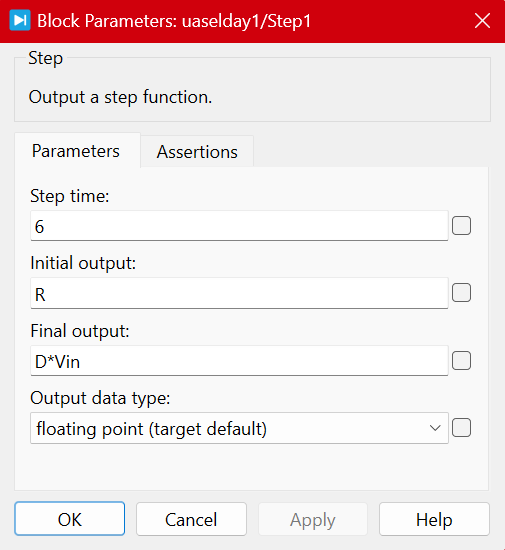 Block Parameters: uaselday1/Step1
Step
Output a step function.
Parameters
Assertions
Step time:
6
Initial output:
R
Final output:
D*Vin
Output data type:
floating point (target default)
OK
Cancel
Apply
Help